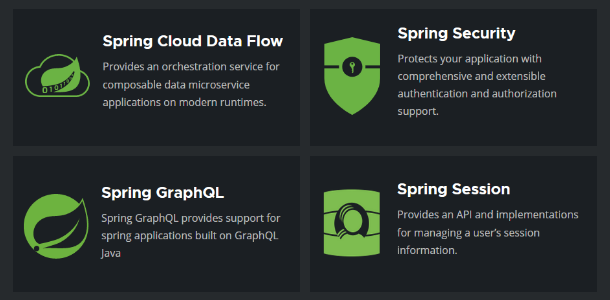 Spring Cloud Data Flow
Provides an orchestration service for
composable data microservice
applications on modern runtimes.
Spring Security
Protects your application with
comprehensive and extensible
authentication and authorization
support.
Spring GraphQL
Spring GraphQL provides support for
spring applications built on GraphQL
Java
Spring Session
Provides an API and implementations
for managing a user's session
information.